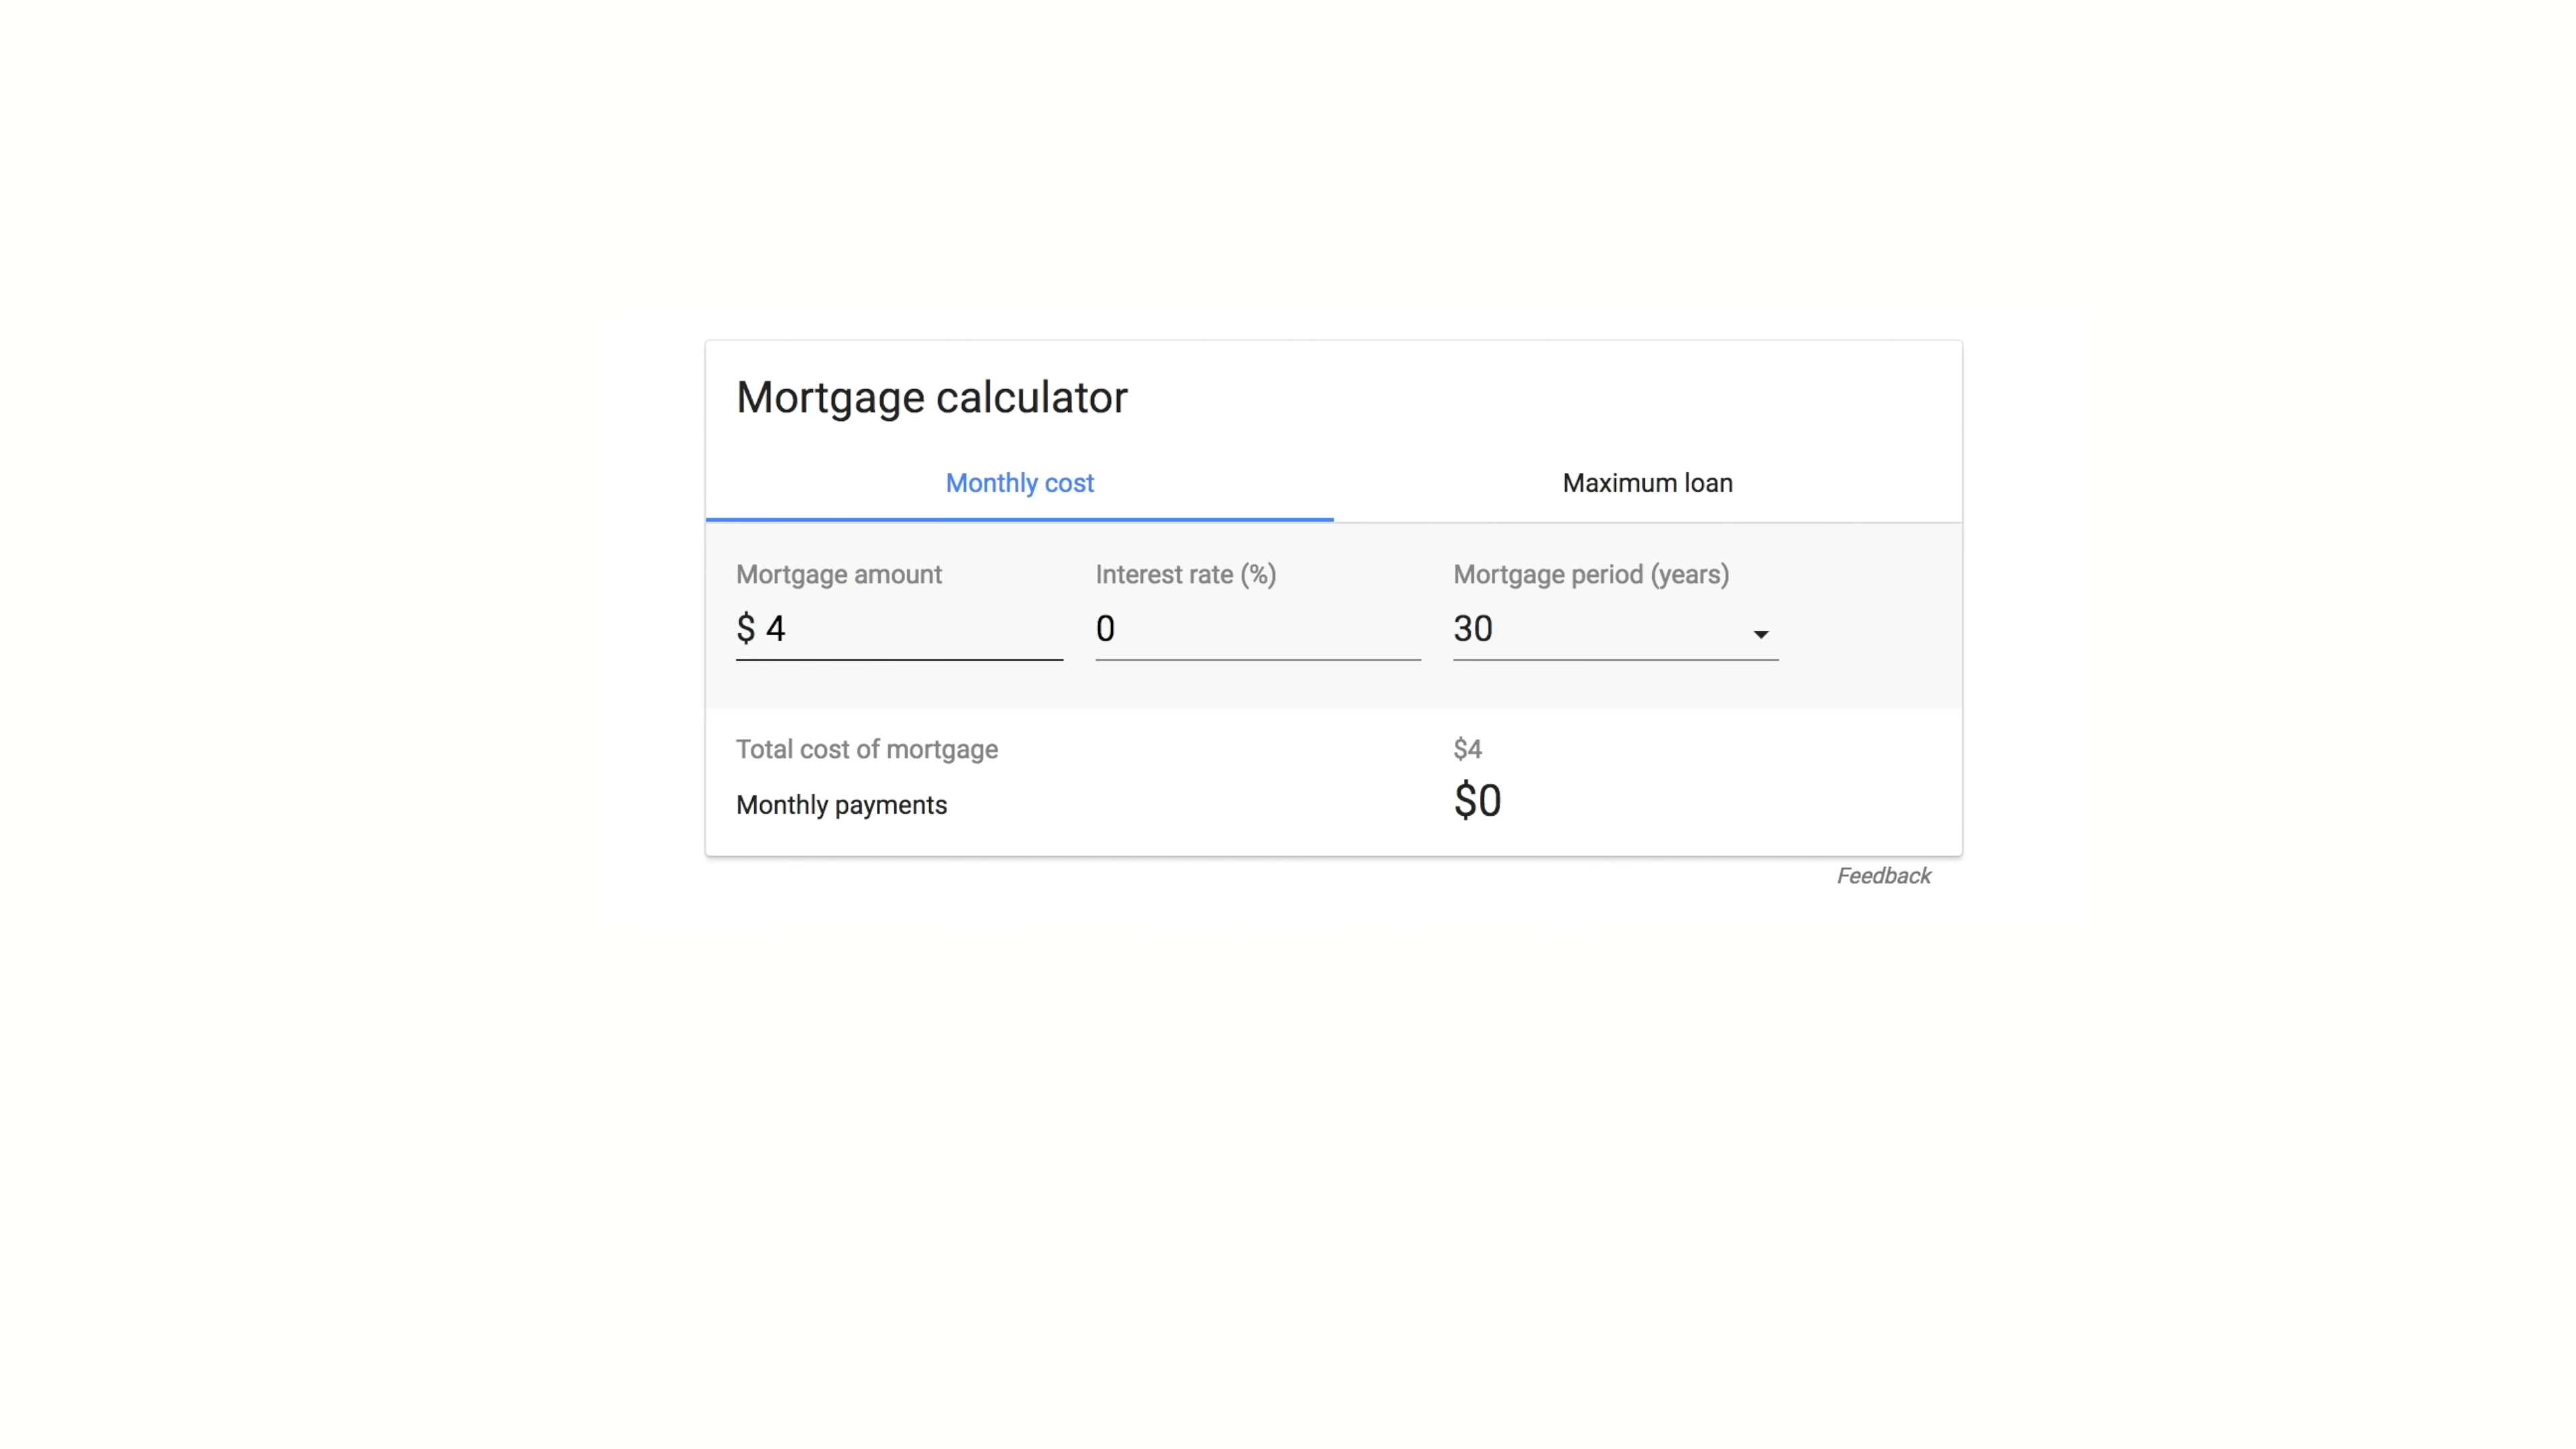 Mortgage calculator
Monthly cost Maximum loan
Mortgage amount Interest rate (%) Mortgage period (years)
$ 4 0 30
Total cost of mortgage $4
Monthly payments $0
Feedback